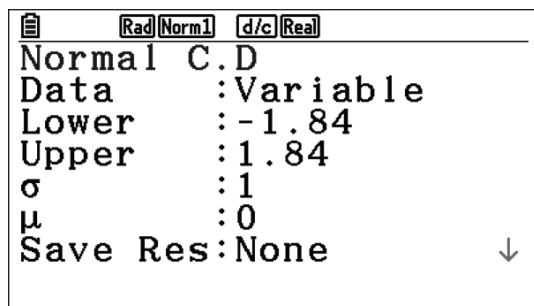 Rad Norm1 d/c Real
Normal C.D
Data :Variable
Lower :-1.84
Upper :1.84
σ :1
μ :0
Save Res:None ↓